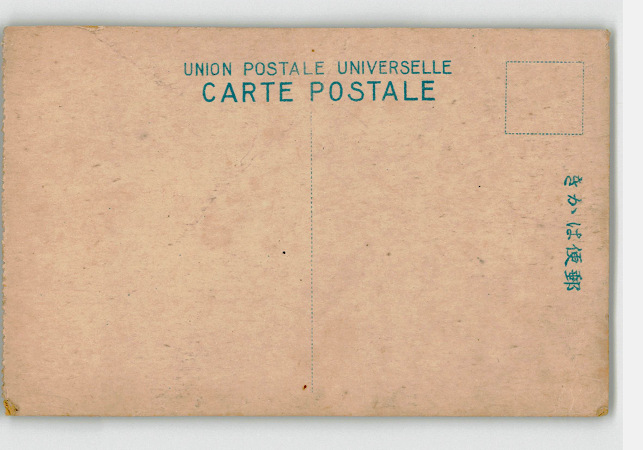 UNION POSTALE UNIVERSELLE
CARTE POSTALE
郵便はかき